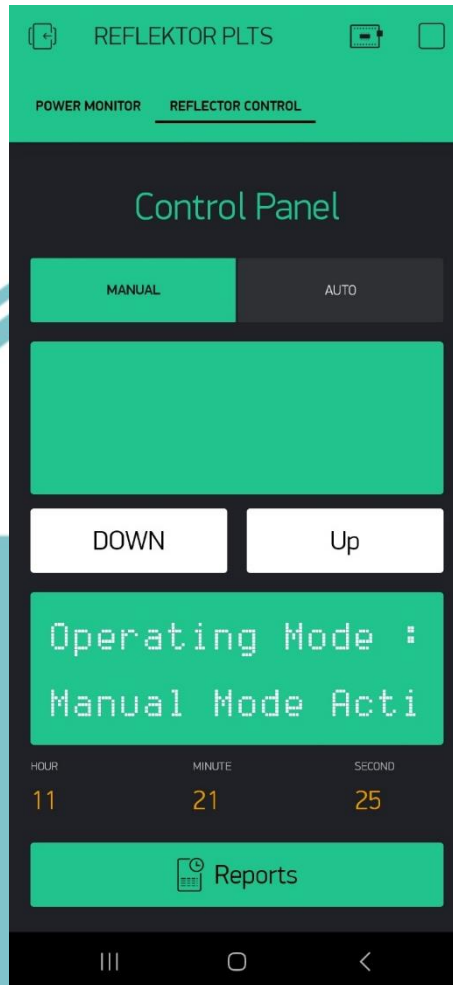 REFLEKTOR PLTS
POWER MONITOR REFLECTOR CONTROL
Control Panel
MANUAL AUTO
DOWN Up
Operating Mode :
Manual Mode Acti
HOUR MINUTE SECOND
11 21 25
Reports